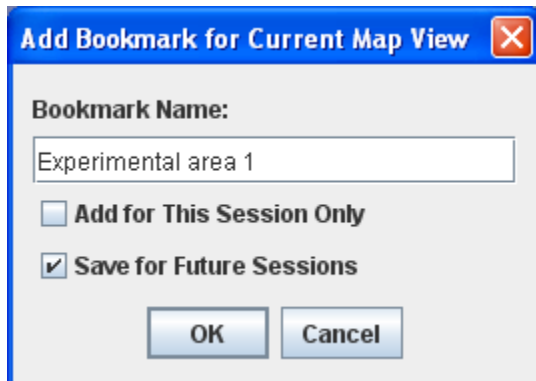 Add Bookmark for Current Map View
Bookmark Name:
Experimental area 1
Add for This Session Only
Save for Future Sessions
OK Cancel